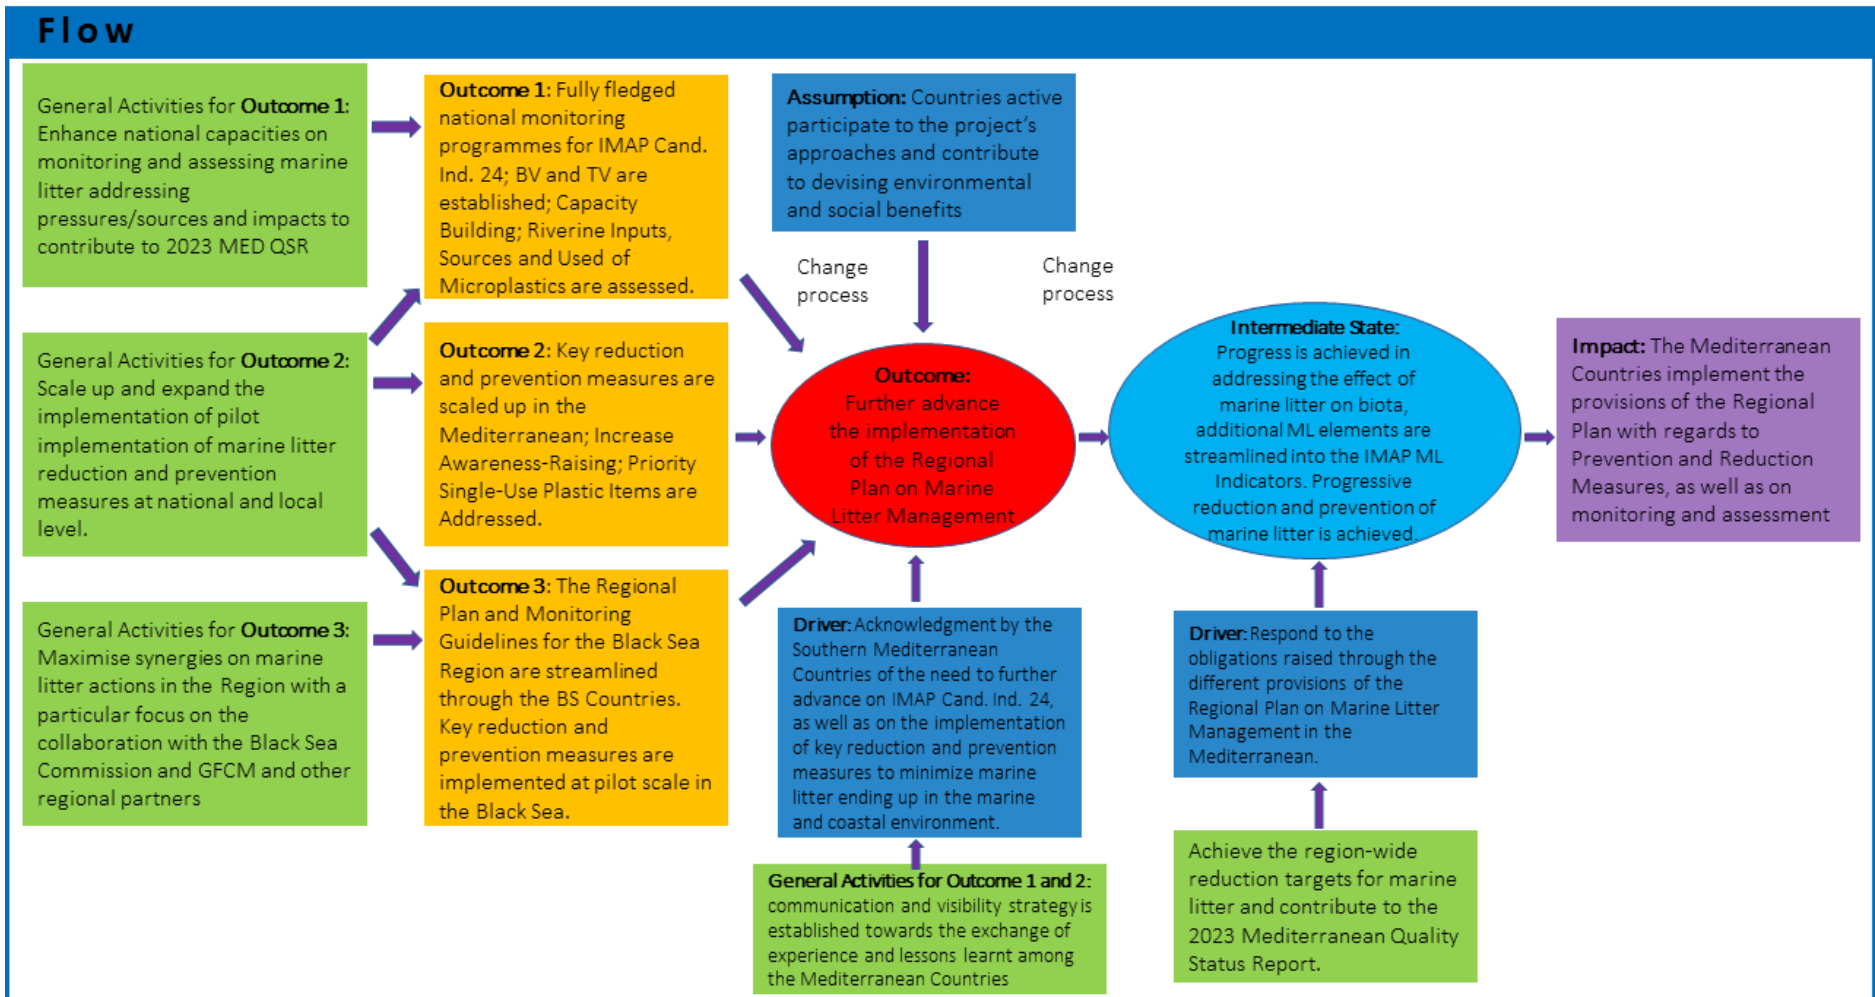 Flow
General Activities for Outcome 1:
Enhance national capacities on
monitoring and assessing marine
litter addressing
pressures/sources and impacts to
contribute to 2023 MED QSR
General Activities for Outcome 2:
Scale up and expand the
implementation of pilot
implementation of marine litter
reduction and prevention
measures at national and local
level.
General Activities for Outcome 3:
Maximise synergies on marine
litter actions in the Region with a
particular focus on the
collaboration with the Black Sea
Commission and GFCM and other
regional partners
Outcome 1: Fully fledged
national monitoring
programmes for IMAP Cand.
Ind. 24; BV and TV are
established; Capacity
Building; Riverine Inputs,
Sources and Used of
Microplastics are assessed.
Outcome 2: Key reduction
and prevention measures are
scaled up in the
Mediterranean; Increase
Awareness-Raising; Priority
Single-Use Plastic Items are
Addressed.
Outcome 3: The Regional
Plan and Monitoring
Guidelines for the Black Sea
Region are streamlined
through the BS Countries.
Key reduction and
prevention measures are
implemented at pilot scale in
the Black Sea.
Assumption: Countries active
participate to the project's
approaches and contribute
to devising environmental
and social benefits
Change
process
Change
process
Outcome:
Further advance
the implementation
of the Regional
Plan on Marine
Litter Management
Driver: Acknowledgment by the
Southern Mediterranean
Countries of the need to further
advance on IMAP Cand. Ind. 24,
as well as on the implementation
of key reduction and prevention
measures to minimize marine
litter ending up in the marine
and coastal environment.
General Activities for Outcome 1 and 2:
communication and visibility strategy is
established towards the exchange of
experience and lessons learnt among
the Mediterranean Countries
Intermediate State:
Progress is achieved in
addressing the effect of
marine litter on biota,
additional ML elements are
streamlined into the IMAP ML
Indicators. Progressive
reduction and prevention of
marine litter is achieved.
Driver: Respond to the
obligations raised through the
different provisions of the
Regional Plan on Marine Litter
Management in the
Mediterranean.
Achieve the region-wide
reduction targets for marine
litter and contribute to the
2023 Mediterranean Quality
Status Report.
Impact: The Mediterranean
Countries implement the
provisions of the Regional
Plan with regards to
Prevention and Reduction
Measures, as well as on
monitoring and assessment